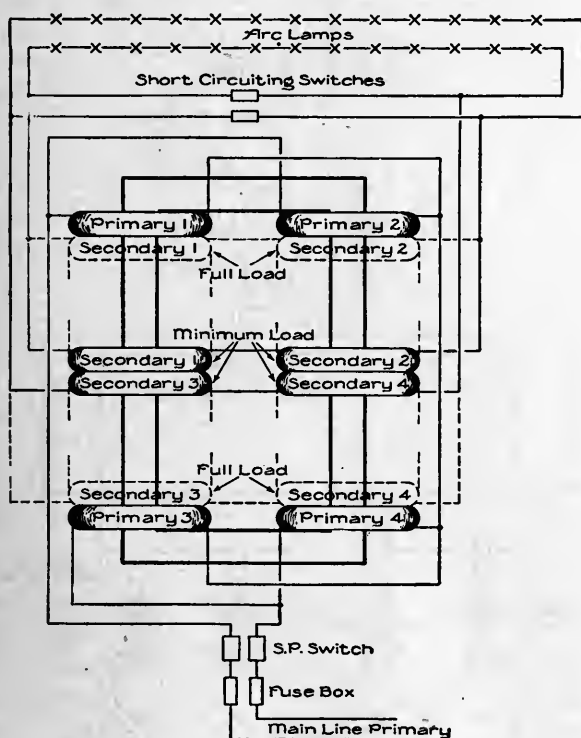 Arc Lamps
Short Circuiting Switches
Primary 1 Primary 2
Secondary 1 Secondary 2
Full Load
Minimum Load
Secondary 1 Secondary 2
Secondary 3 Secondary 4
Full Load
Secondary 3 Secondary 4
Primary 3 Primary 4
S.P. Switch
Fuse Box
Main Line Primary